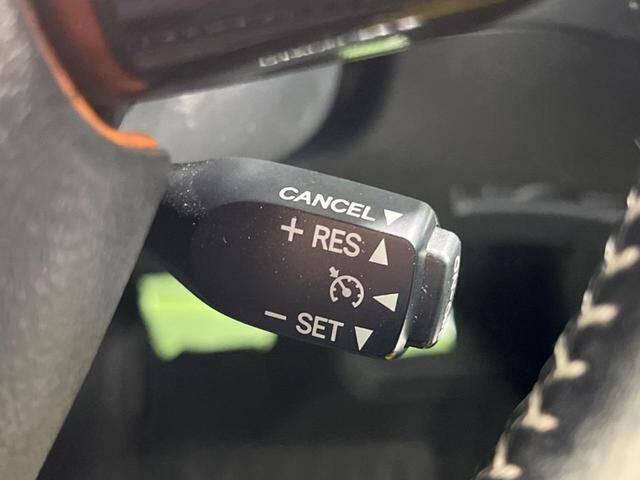 CANCEL ▼
+ RES ▲
◀
− SET ▼